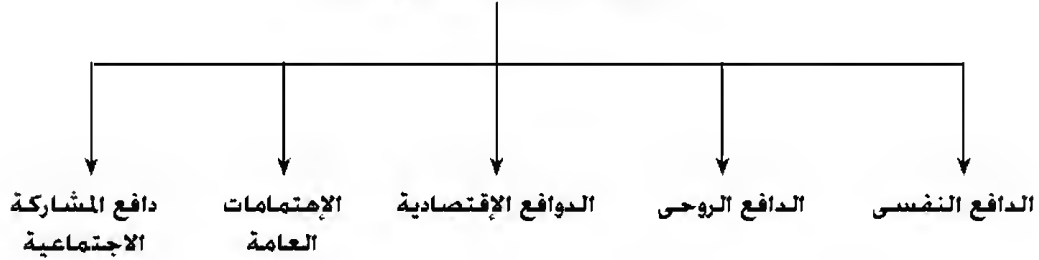 الدافع النفسى
الدافع الروحى
الدوافع الإقتصادية
الإهتمامات
العامة
دافع المشاركة
الاجتماعية